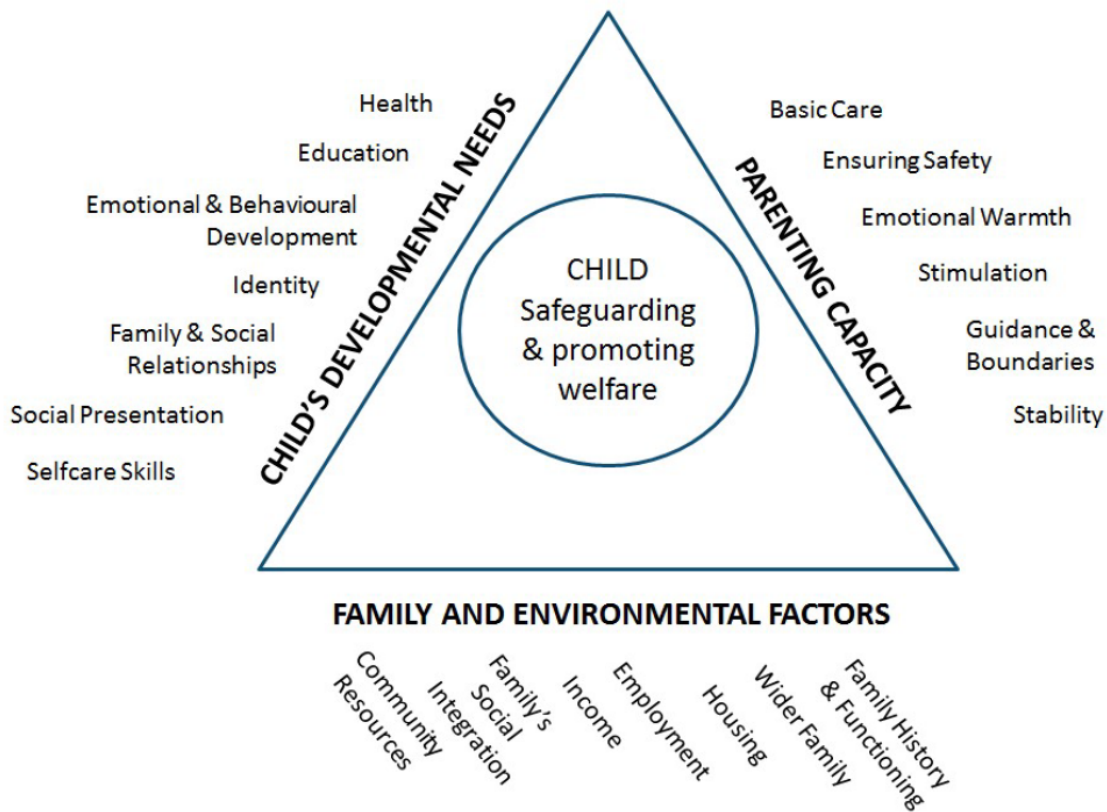 Health
Education
Emotional & Behavioural
Development
Identity
Family & Social
Relationships
Social Presentation
Selfcare Skills
CHILD'S DEVELOPMENTAL NEEDS
CHILD
Safeguarding
& promoting
welfare
PARENTING CAPACITY
Basic Care
Ensuring Safety
Emotional Warmth
Stimulation
Guidance &
Boundaries
Stability
FAMILY AND ENVIRONMENTAL FACTORS
Community
Resources
Family's
Social
Integration
Income
Employment
Housing
Wider Family
Family History
& Functioning